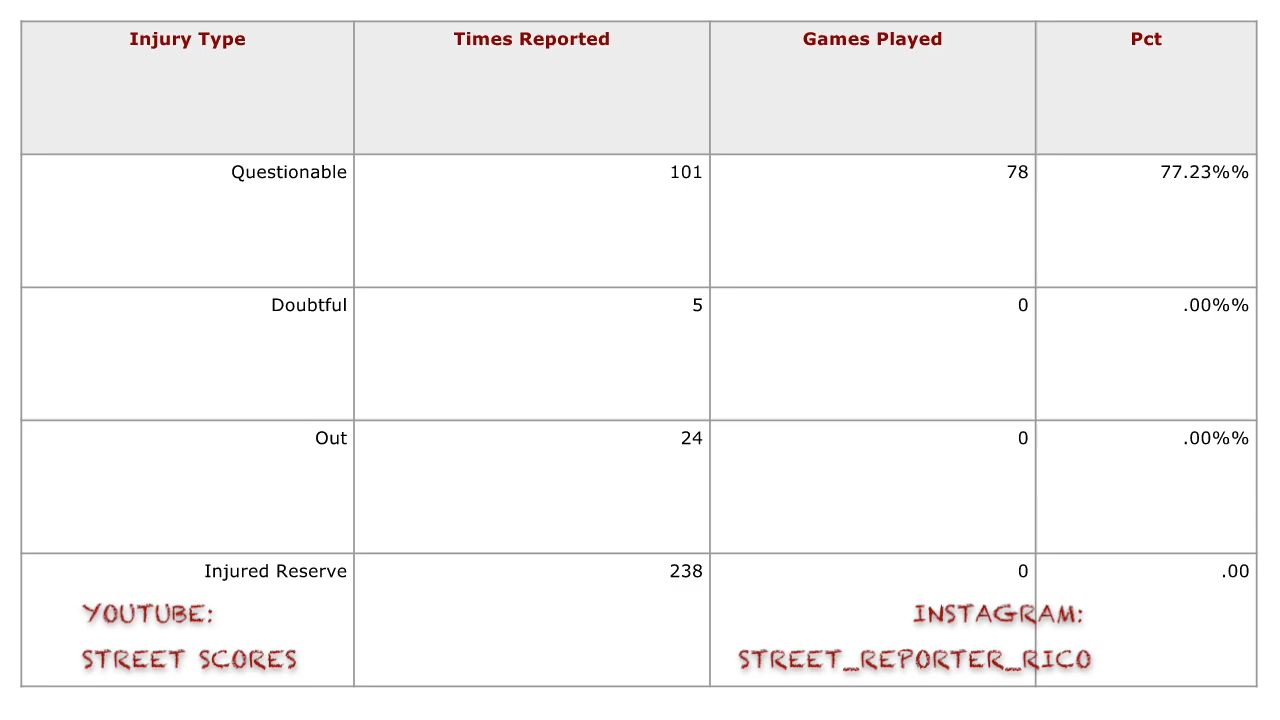 Injury Type Times Reported Games Played Pct
Questionable 101 78 77.23%%
Doubtful 5 0 .00%%
Out 24 0 .00%%
Injured Reserve 238 0 .00
YOUTUBE: INSTAGRAM:
STREET SCORES STREET_REPORTER_RICO